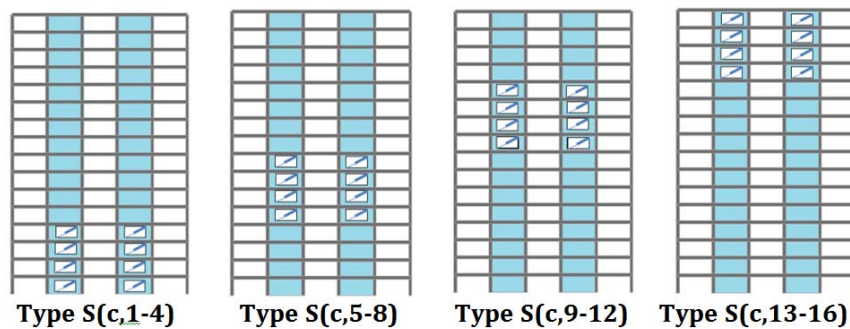 Type S(c,1-4)
Type S(c,5-8)
Type S(c,9-12)
Type S(c,13-16)